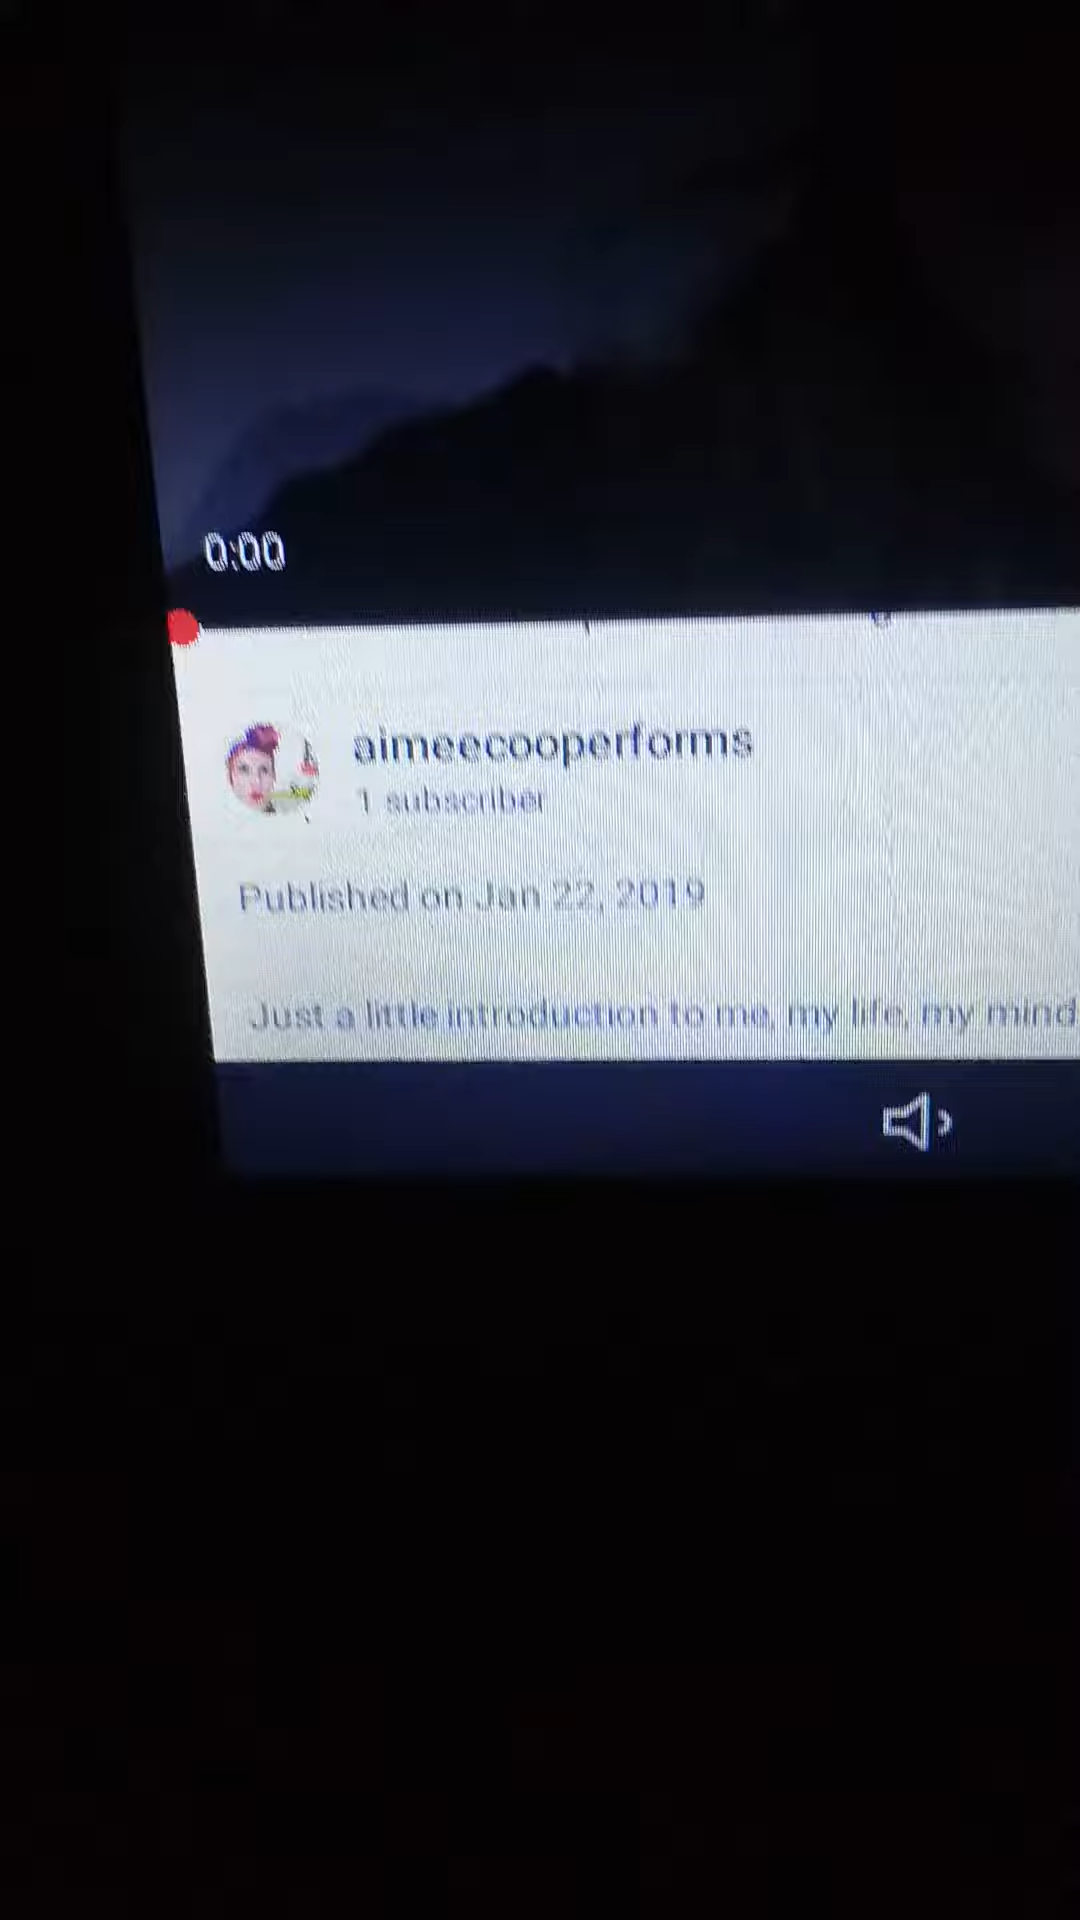 0:00
aimeecooperforms
1 subscriber
Published on Jan 22, 2019
Just a little introduction to me, my life, my mind